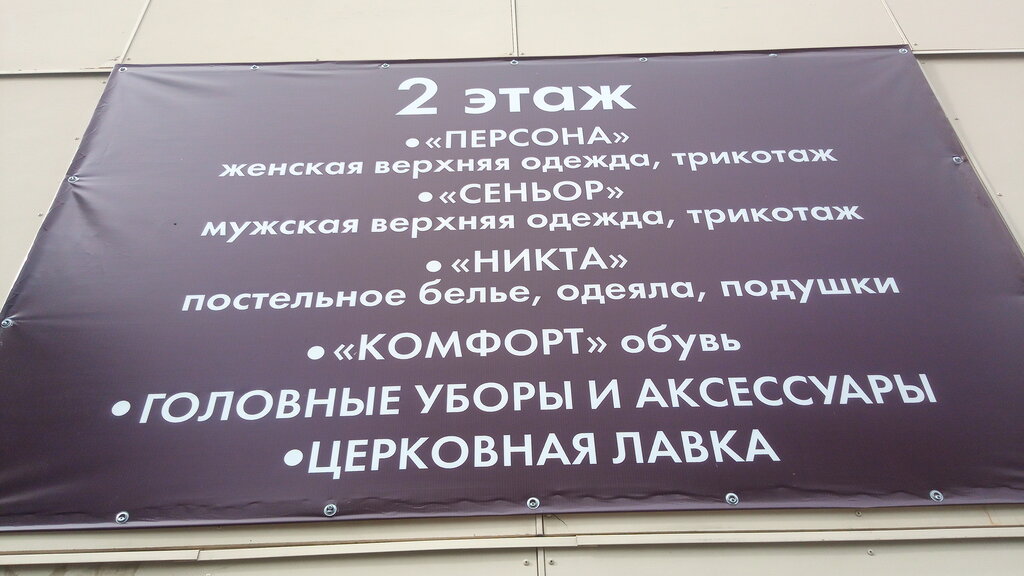 2 этаж
•«ПЕРСОНА»
женская верхняя одежда, трикотаж
•«СЕНЬОР»
мужская верхняя одежда, трикотаж
•«НИКТА»
постельное белье, одеяла, подушки
•«КОМФОРТ» обувь
•ГОЛОВНЫЕ УБОРЫ И АКСЕССУАРЫ
•ЦЕРКОВНАЯ ЛАВКА